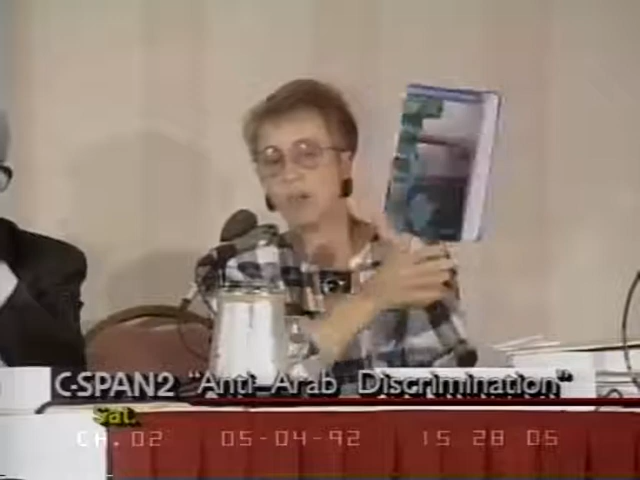 C-SPAN2 "Anti-Arab Discrimination"
Sat.
CH. 02 05-04-92 15 28 05